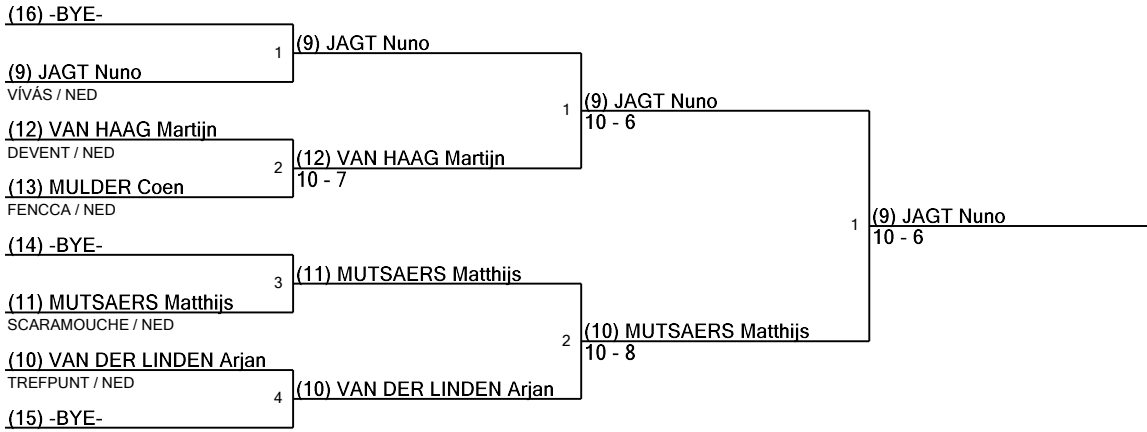 (16) -BYE-
1
(9) JAGT Nuno
(9) JAGT Nuno
VÍVÁS / NED
1
(9) JAGT Nuno
10 - 6
(12) VAN HAAG Martijn
DEVENT / NED
2
(12) VAN HAAG Martijn
10 - 7
(13) MULDER Coen
FENCCA / NED
1
(9) JAGT Nuno
10 - 6
(14) -BYE-
3
(11) MUTSAERS Matthijs
(11) MUTSAERS Matthijs
SCARAMOUCHE / NED
2
(10) MUTSAERS Matthijs
10 - 8
(10) VAN DER LINDEN Arjan
TREFPUNT / NED
4
(10) VAN DER LINDEN Arjan
(15) -BYE-